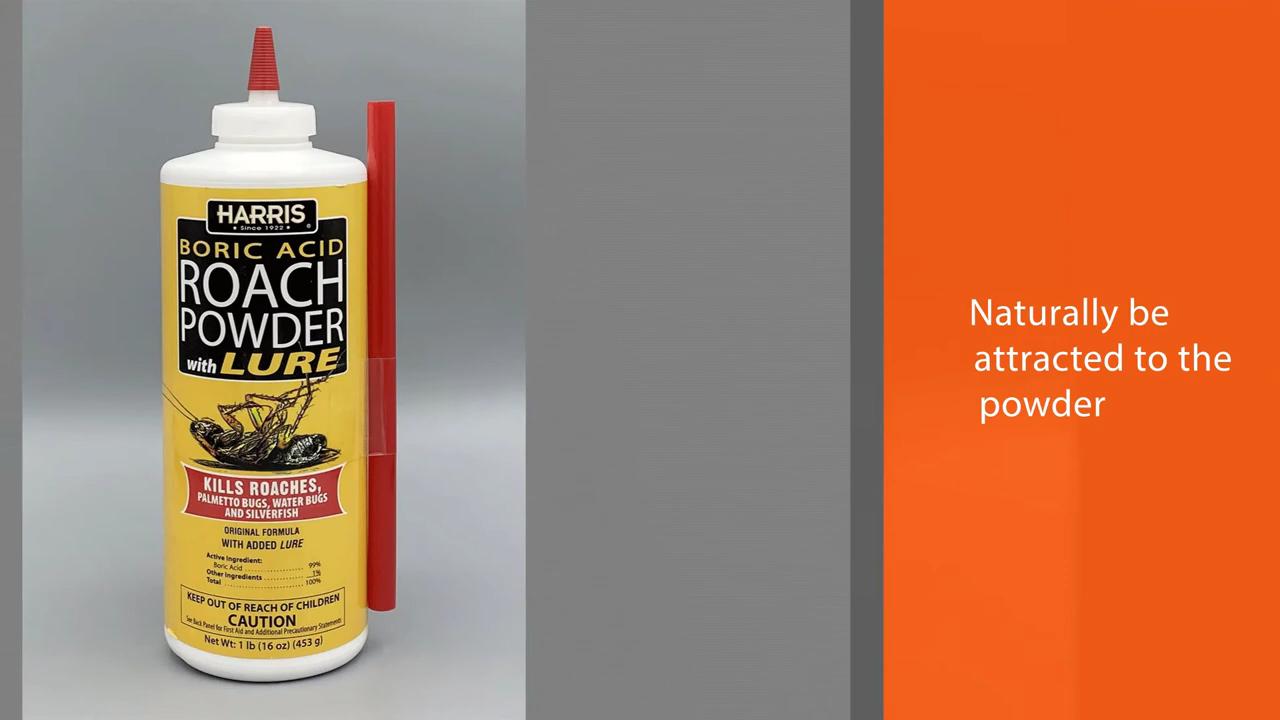 HARRIS
Since 1922
BORIC ACID
ROACH
POWDER
with LURE
KILLS ROACHES,
PALMETTO BUGS, WATER BUGS
AND SILVERFISH
ORIGINAL FORMULA
WITH ADDED LURE
Active Ingredient:
Boric Acid .................... 99%
Other Ingredients ............. 1%
Total ......................... 100%
KEEP OUT OF REACH OF CHILDREN
CAUTION
See Back Panel for First Aid and Additional Precautionary Statements
Net Wt: 1 lb (16 oz) (453 g)
Naturally be
attracted to the
powder